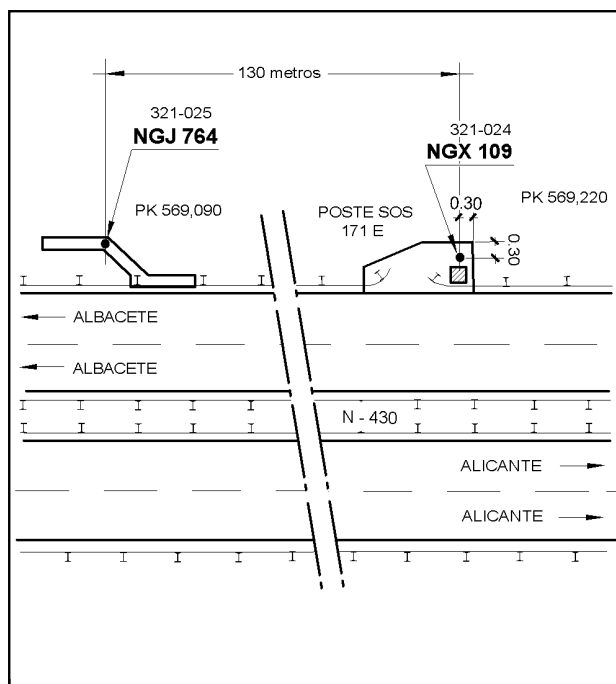 130 metros
321-025
NGJ 764
321-024
NGX 109
PK 569,090
POSTE SOS
171 E
0.30
PK 569,220
0.30
ALBACETE
ALBACETE
N - 430
ALICANTE
ALICANTE